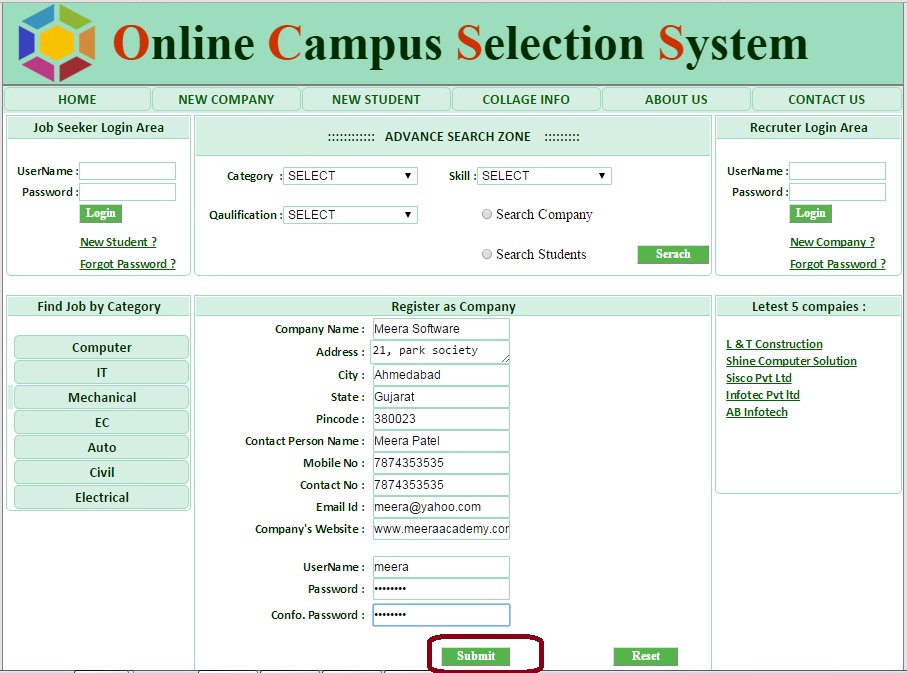 Online Campus Selection System
HOME NEW COMPANY NEW STUDENT COLLAGE INFO ABOUT US CONTACT US
Job Seeker Login Area
UserName :
Password :
Login
New Student ?
Forgot Password ?
:::::::::::: ADVANCE SEARCH ZONE :::::::::
Category : SELECT
Skill : SELECT
Qaulification : SELECT
Search Company
Search Students
Serach
Recruter Login Area
UserName :
Password :
Login
New Company ?
Forgot Password ?
Find Job by Category
Computer
IT
Mechanical
EC
Auto
Civil
Electrical
Register as Company
Company Name : Meera Software
Address : 21, park society
City : Ahmedabad
State : Gujarat
Pincode : 380023
Contact Person Name : Meera Patel
Mobile No : 7874353535
Contact No : 7874353535
Email Id : meera@yahoo.com
Company's Website : www.meeraacademy.com
UserName : meera
Password : ••••••••
Confo. Password : ••••••••
Submit Reset
Letest 5 compaies :
L & T Construction
Shine Computer Solution
Sisco Pvt Ltd
Infotec Pvt ltd
AB Infotech